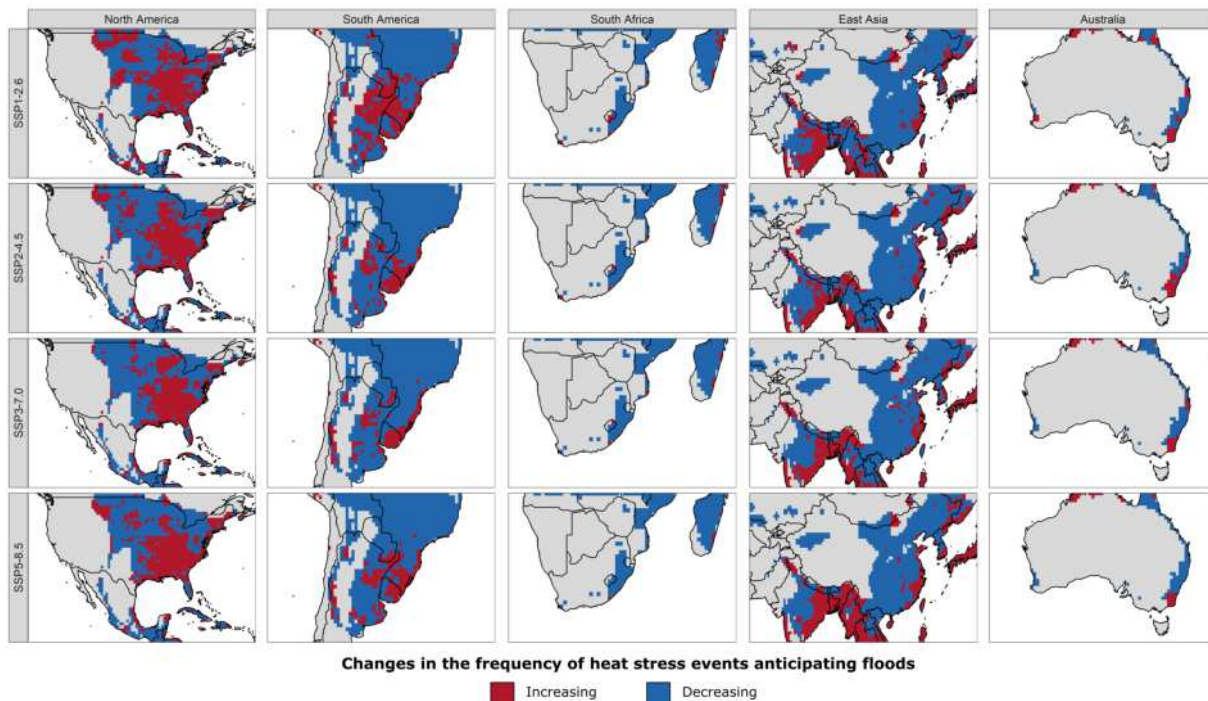 North America
South America
South Africa
East Asia
Australia
SSP1-2.6
SSP2-4.5
SSP3-7.0
SSP5-8.5
Changes in the frequency of heat stress events anticipating floods
Increasing
Decreasing